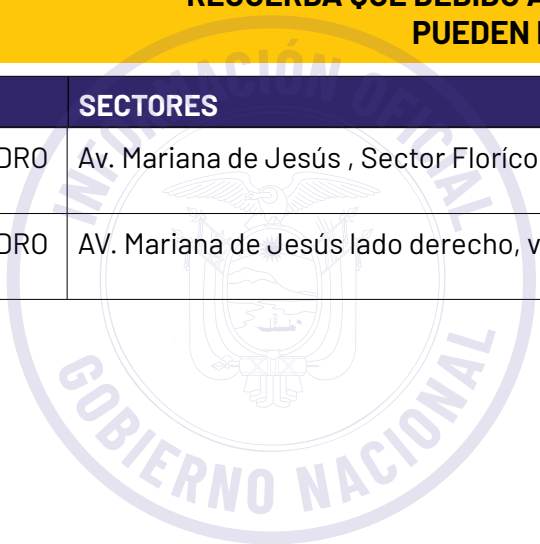 RECUERDA QUE DEBIDO A
PUEDEN
SECTORES
DRO Av. Mariana de Jesús , Sector Floríco
DRO AV. Mariana de Jesús lado derecho, v
INFORMACIÓN OFICIAL
GOBIERNO NACIONAL